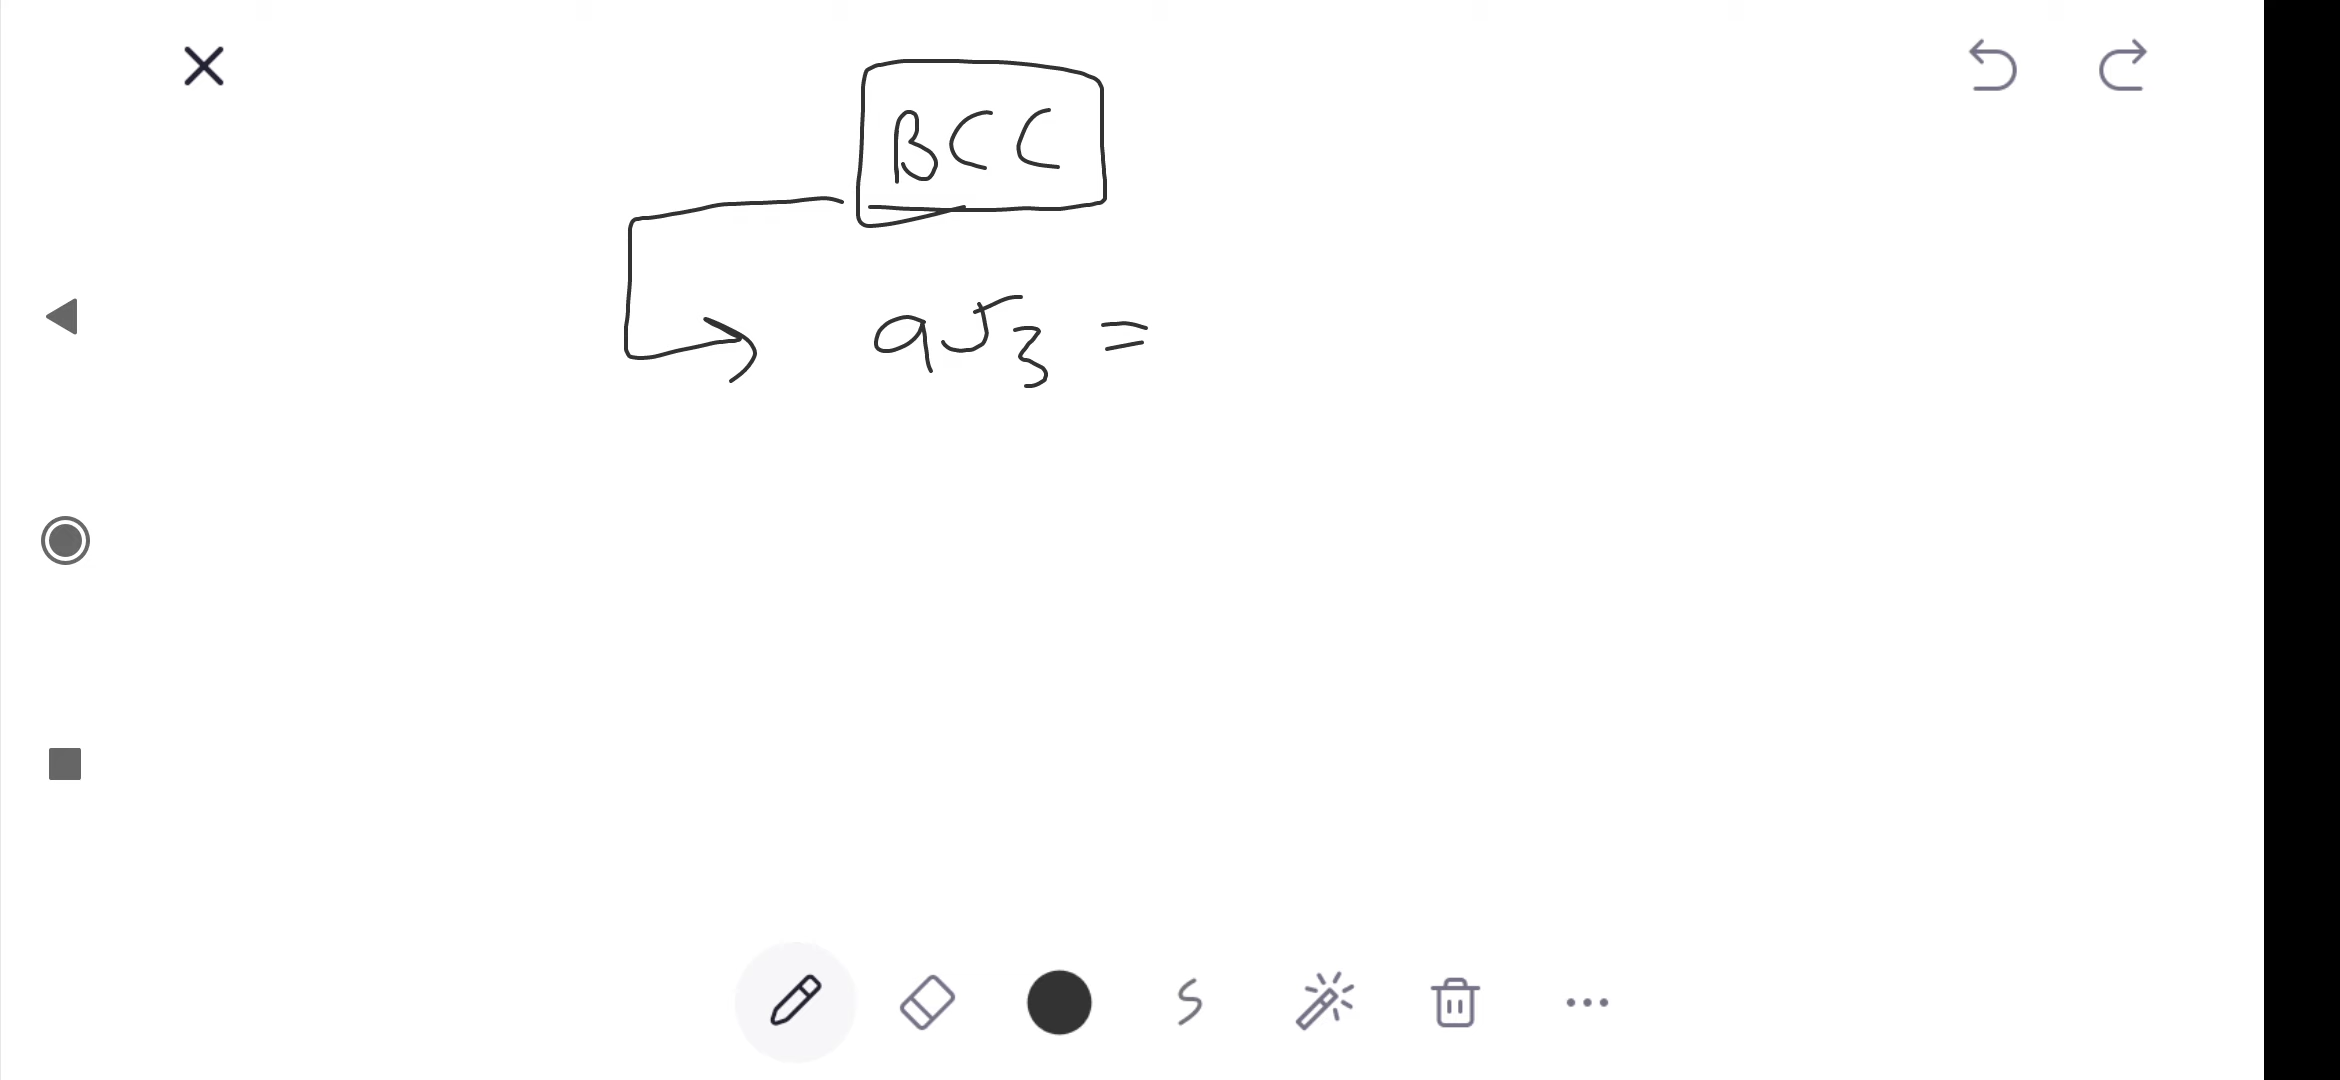 BCC
a√3 =